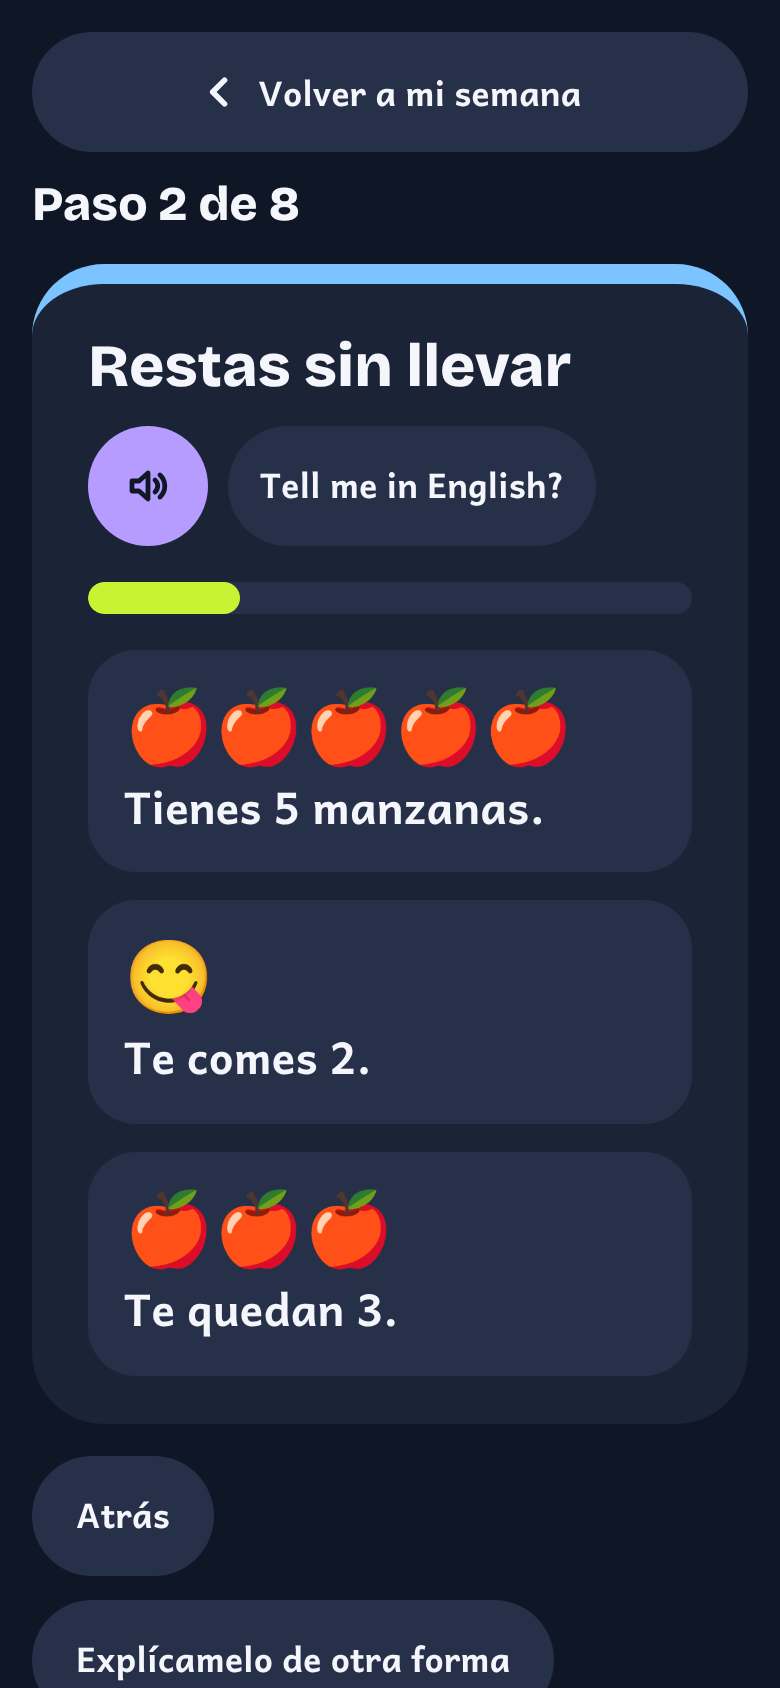 Volver a mi semana
Paso 2 de 8
Restas sin llevar
Tell me in English?
Tienes 5 manzanas.
Te comes 2.
Te quedan 3.
Atrás
Explícamelo de otra forma